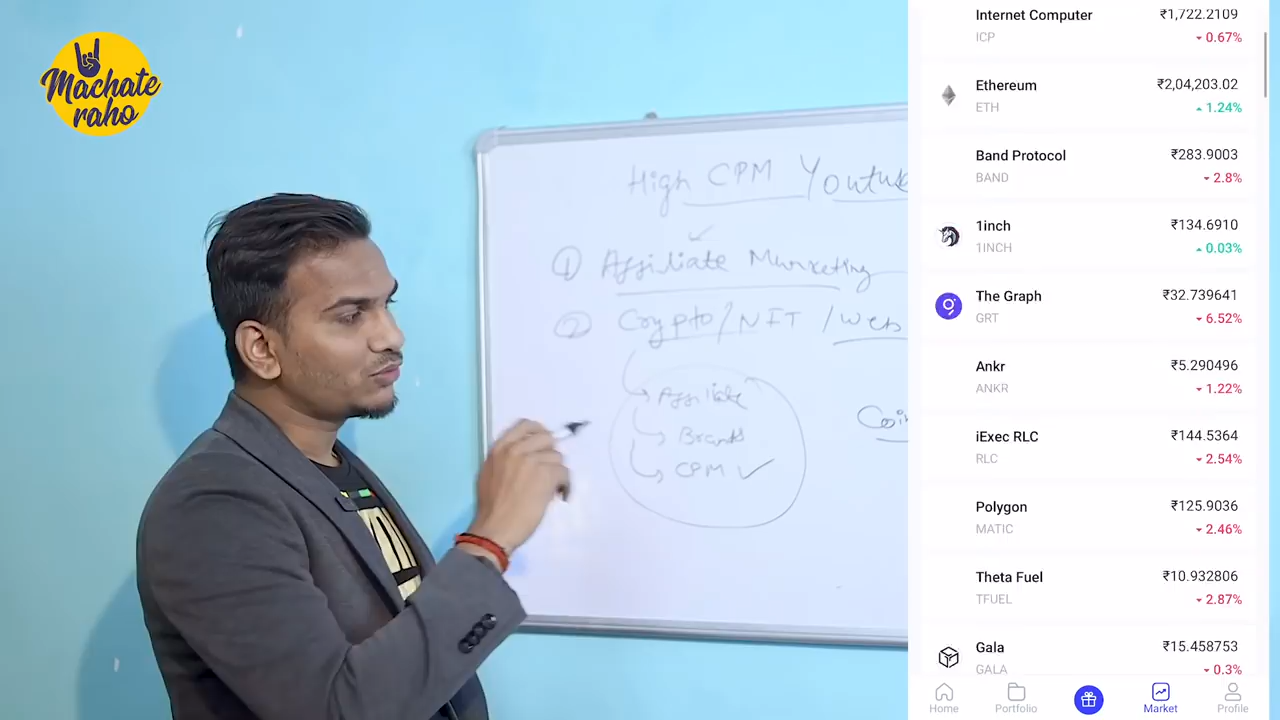 Machate
raho
High CPM Youtub
① Affiliate Marketing
② Crypto/NFT/Web
Affiliate
Brands
CPM ✓
Coin
Internet Computer ₹1,722.2109
ICP 0.67%
Ethereum ₹2,04,203.02
ETH 1.24%
Band Protocol ₹283.9003
BAND 2.8%
1inch ₹134.6910
1INCH 0.03%
The Graph ₹32.739641
GRT 6.52%
Ankr ₹5.290496
ANKR 1.22%
iExec RLC ₹144.5364
RLC 2.54%
Polygon ₹125.9036
MATIC 2.46%
Theta Fuel ₹10.932806
TFUEL 2.87%
Gala ₹15.458753
GALA 0.3%
Home Portfolio Market Profile